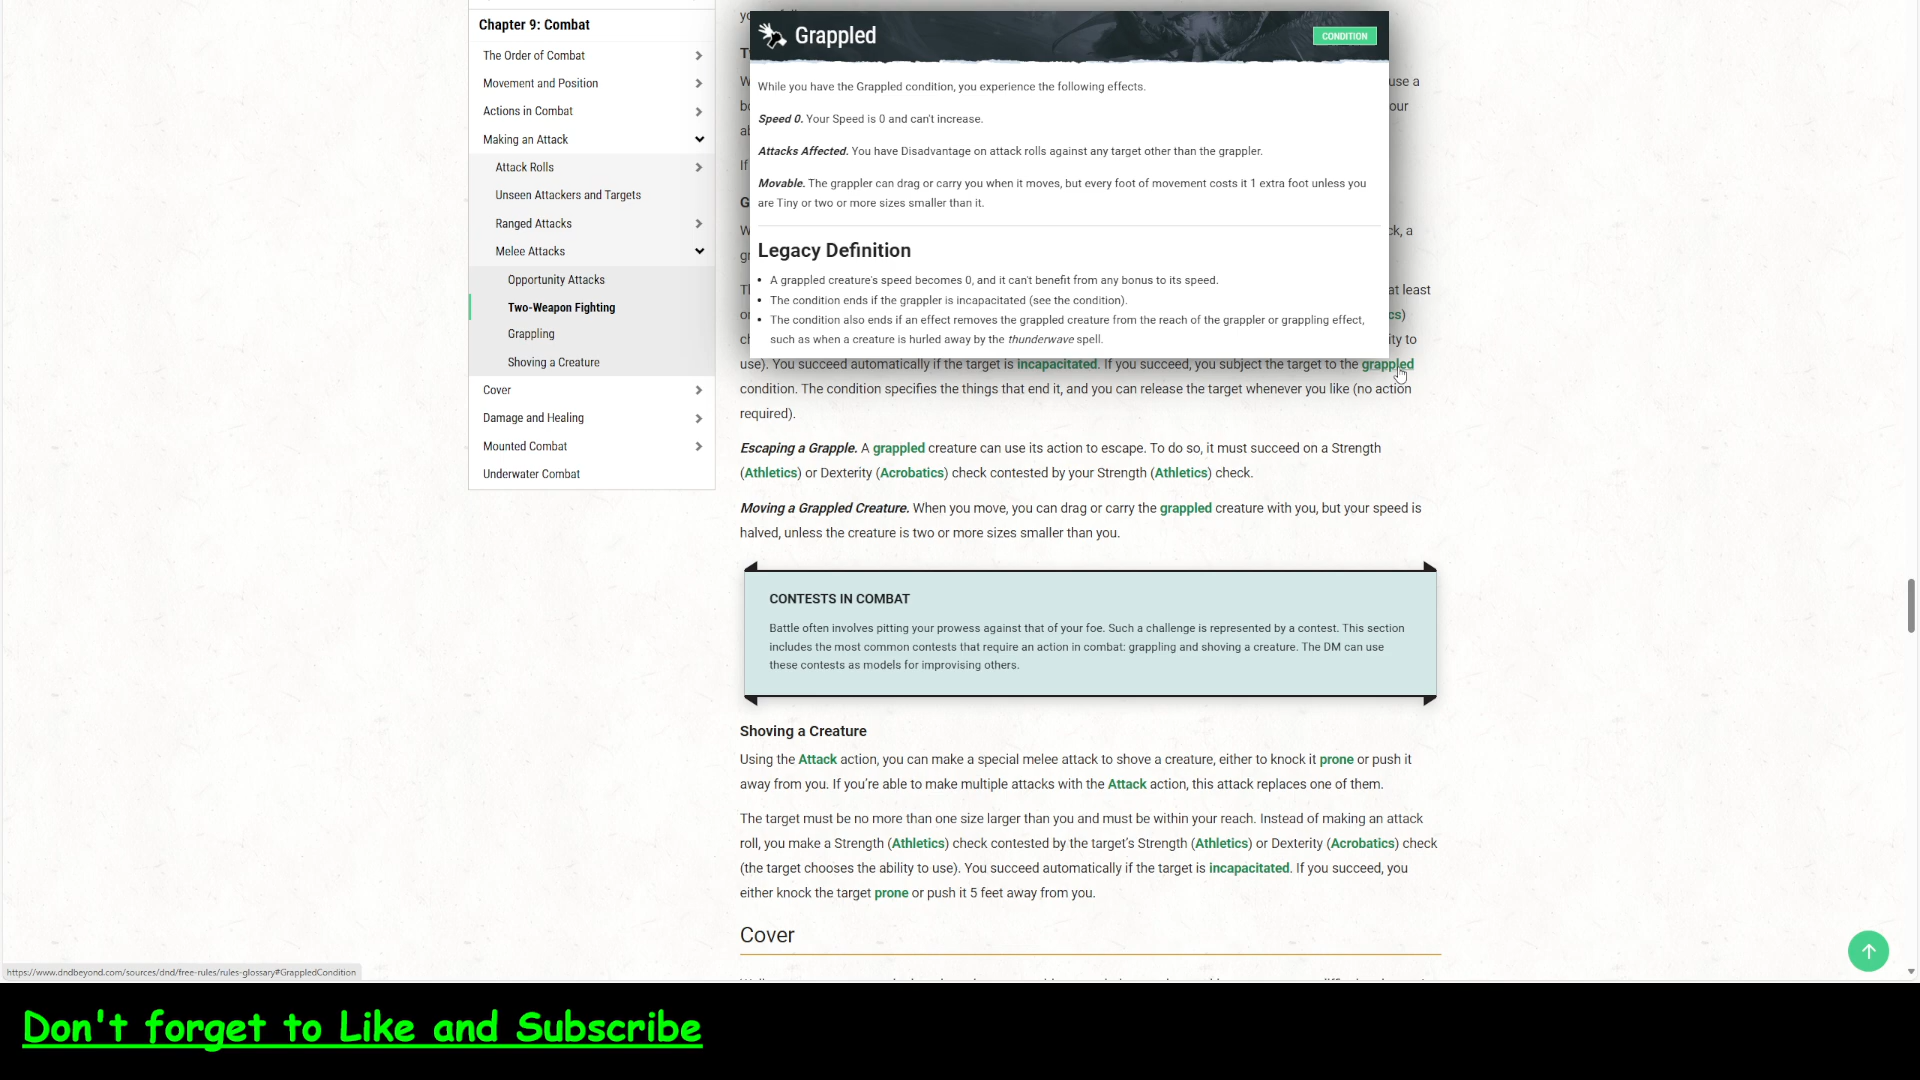 Chapter 9: Combat
The Order of Combat
Movement and Position
Actions in Combat
Making an Attack
Attack Rolls
Unseen Attackers and Targets
Ranged Attacks
Melee Attacks
Opportunity Attacks
Two-Weapon Fighting
Grappling
Shoving a Creature
Cover
Damage and Healing
Mounted Combat
Underwater Combat
Grappled
CONDITION
While you have the Grappled condition, you experience the following effects.
Speed 0. Your Speed is 0 and can't increase.
Attacks Affected. You have Disadvantage on attack rolls against any target other than the grappler.
Movable. The grappler can drag or carry you when it moves, but every foot of movement costs it 1 extra foot unless you
are Tiny or two or more sizes smaller than it.
Legacy Definition
• A grappled creature's speed becomes 0, and it can't benefit from any bonus to its speed.
• The condition ends if the grappler is incapacitated (see the condition).
• The condition also ends if an effect removes the grappled creature from the reach of the grappler or grappling effect,
such as when a creature is hurled away by the thunderwave spell.
use a
ck, a
at least
cs)
ity to
use). You succeed automatically if the target is incapacitated. If you succeed, you subject the target to the grappled
condition. The condition specifies the things that end it, and you can release the target whenever you like (no action
required).
Escaping a Grapple. A grappled creature can use its action to escape. To do so, it must succeed on a Strength
(Athletics) or Dexterity (Acrobatics) check contested by your Strength (Athletics) check.
Moving a Grappled Creature. When you move, you can drag or carry the grappled creature with you, but your speed is
halved, unless the creature is two or more sizes smaller than you.
CONTESTS IN COMBAT
Battle often involves pitting your prowess against that of your foe. Such a challenge is represented by a contest. This section
includes the most common contests that require an action in combat: grappling and shoving a creature. The DM can use
these contests as models for improvising others.
Shoving a Creature
Using the Attack action, you can make a special melee attack to shove a creature, either to knock it prone or push it
away from you. If you're able to make multiple attacks with the Attack action, this attack replaces one of them.
The target must be no more than one size larger than you and must be within your reach. Instead of making an attack
roll, you make a Strength (Athletics) check contested by the target's Strength (Athletics) or Dexterity (Acrobatics) check
(the target chooses the ability to use). You succeed automatically if the target is incapacitated. If you succeed, you
either knock the target prone or push it 5 feet away from you.
Cover
https://www.dndbeyond.com/sources/dnd/free-rules/rules-glossary#GrappledCondition
Don't forget to Like and Subscribe